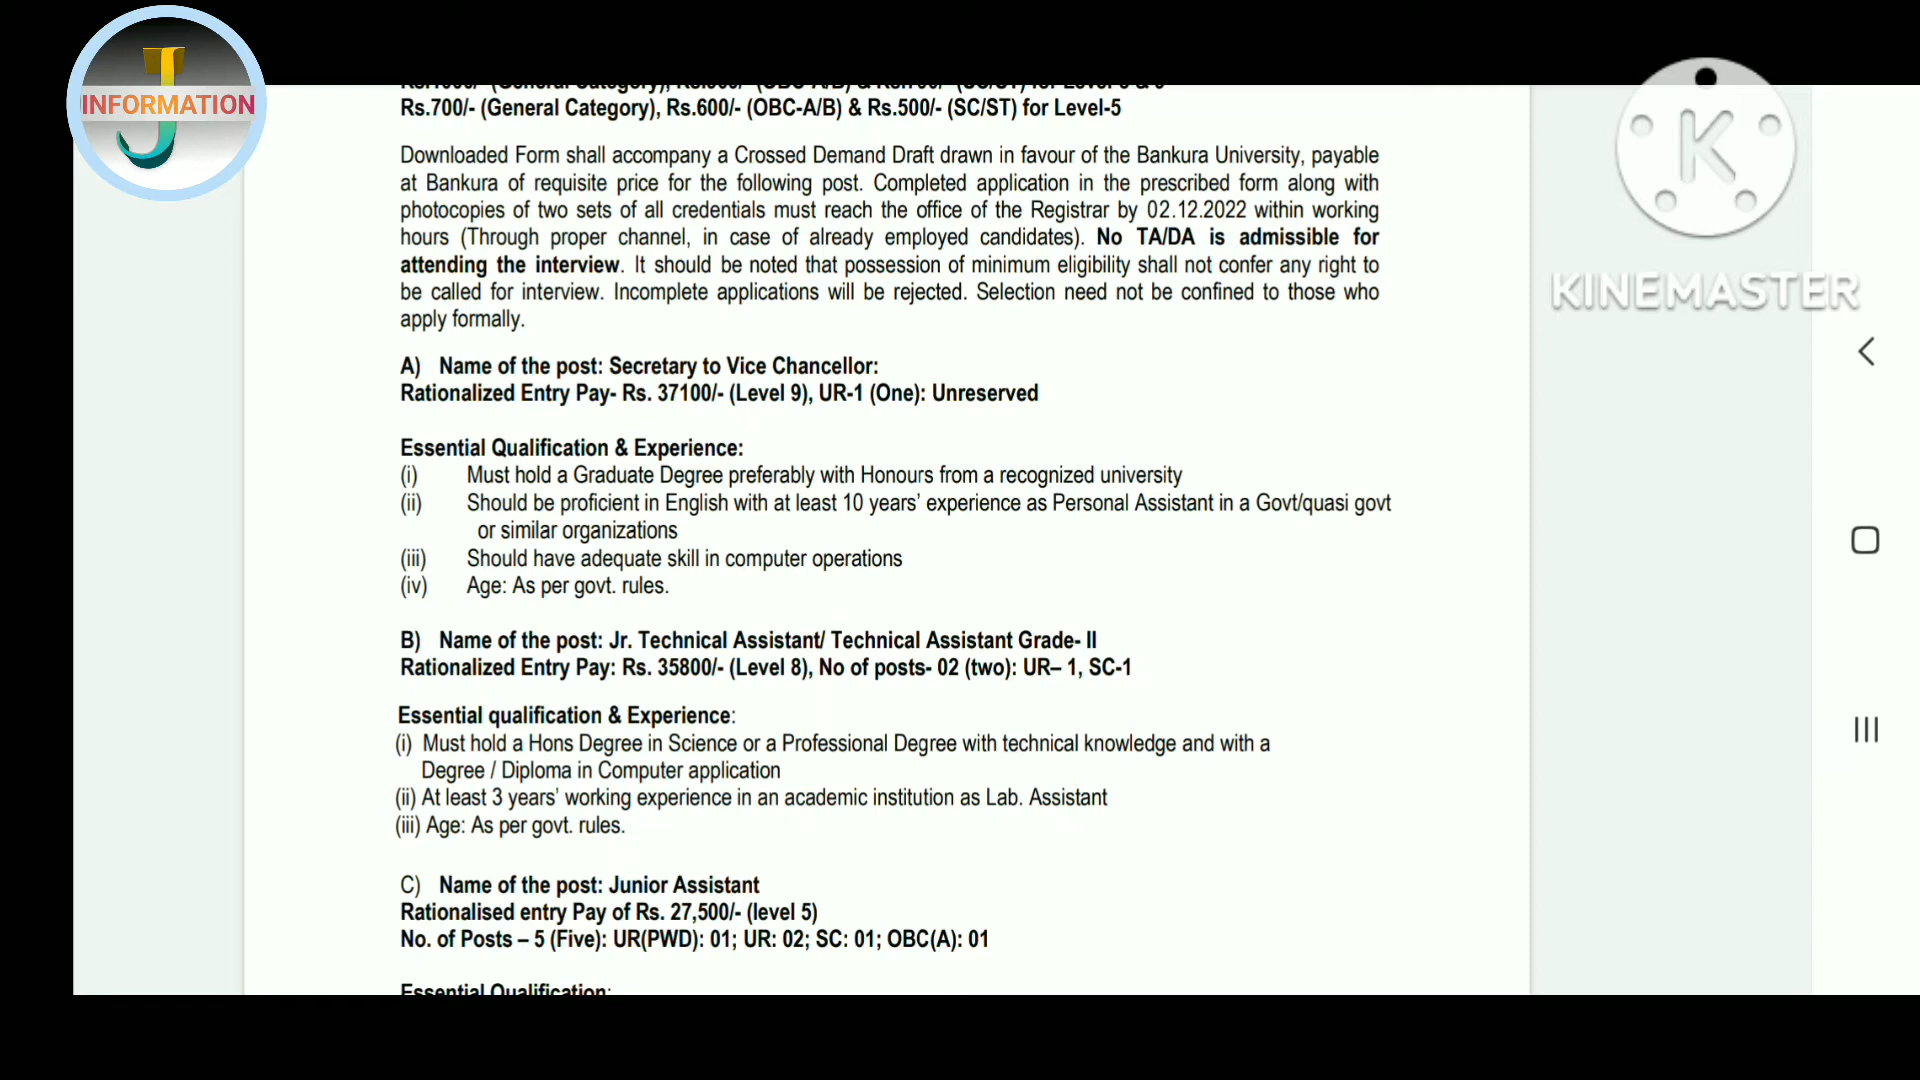 J
INFORMATION
Rs.700/- (General Category), Rs.600/- (OBC-A/B) & Rs.500/- (SC/ST) for Level-5
Downloaded Form shall accompany a Crossed Demand Draft drawn in favour of the Bankura University, payable
at Bankura of requisite price for the following post. Completed application in the prescribed form along with
photocopies of two sets of all credentials must reach the office of the Registrar by 02.12.2022 within working
hours (Through proper channel, in case of already employed candidates). No TA/DA is admissible for
attending the interview. It should be noted that possession of minimum eligibility shall not confer any right to
be called for interview. Incomplete applications will be rejected. Selection need not be confined to those who
apply formally.
A) Name of the post: Secretary to Vice Chancellor:
Rationalized Entry Pay- Rs. 37100/- (Level 9), UR-1 (One): Unreserved
Essential Qualification & Experience:
(i) Must hold a Graduate Degree preferably with Honours from a recognized university
(ii) Should be proficient in English with at least 10 years' experience as Personal Assistant in a Govt/quasi govt
or similar organizations
(iii) Should have adequate skill in computer operations
(iv) Age: As per govt. rules.
B) Name of the post: Jr. Technical Assistant/ Technical Assistant Grade- II
Rationalized Entry Pay: Rs. 35800/- (Level 8), No of posts- 02 (two): UR– 1, SC-1
Essential qualification & Experience:
(i) Must hold a Hons Degree in Science or a Professional Degree with technical knowledge and with a
Degree / Diploma in Computer application
(ii) At least 3 years' working experience in an academic institution as Lab. Assistant
(iii) Age: As per govt. rules.
C) Name of the post: Junior Assistant
Rationalised entry Pay of Rs. 27,500/- (level 5)
No. of Posts – 5 (Five): UR(PWD): 01; UR: 02; SC: 01; OBC(A): 01
Essential Qualification:
K
KINEMASTER